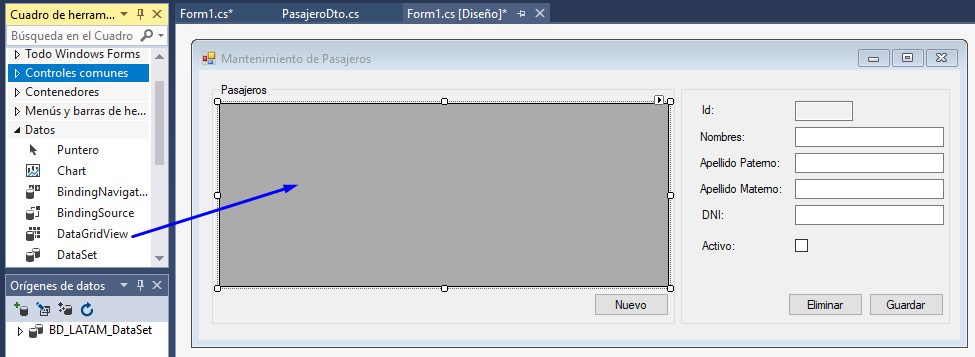 Cuadro de herram...
Búsqueda en el Cuadro
Todo Windows Forms
Controles comunes
Contenedores
Menús y barras de he...
Datos
Puntero
Chart
BindingNavigat...
BindingSource
DataGridView
DataSet
Orígenes de datos
BD_LATAM_DataSet
Form1.cs*
PasajeroDto.cs
Form1.cs [Diseño]*
Mantenimiento de Pasajeros
Pasajeros
Nuevo
Id:
Nombres:
Apellido Paterno:
Apellido Materno:
DNI:
Activo:
Eliminar
Guardar